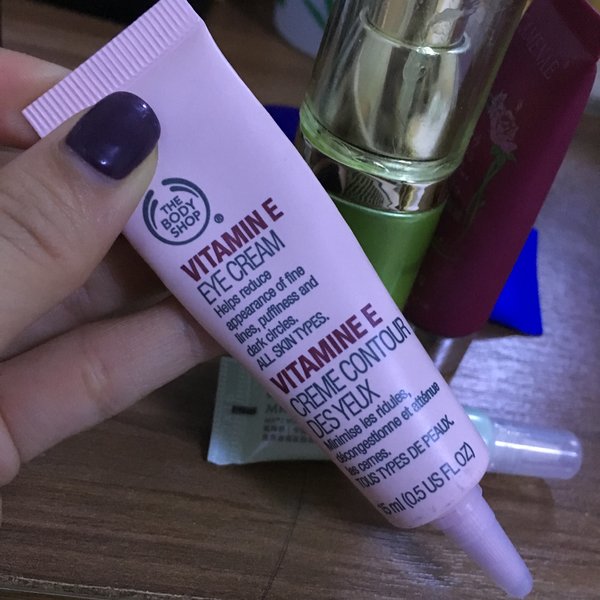 THE
BODY
SHOP
®
VITAMIN E
EYE CREAM
Helps reduce
appearance of fine
lines, puffiness and
dark circles.
ALL SKIN TYPES.
VITAMINE E
CRÈME CONTOUR
DES YEUX
Minimise les ridules,
décongestionne et atténue
les cernes.
TOUS TYPES DE PEAUX.
15 ml (0.5 US FL OZ)